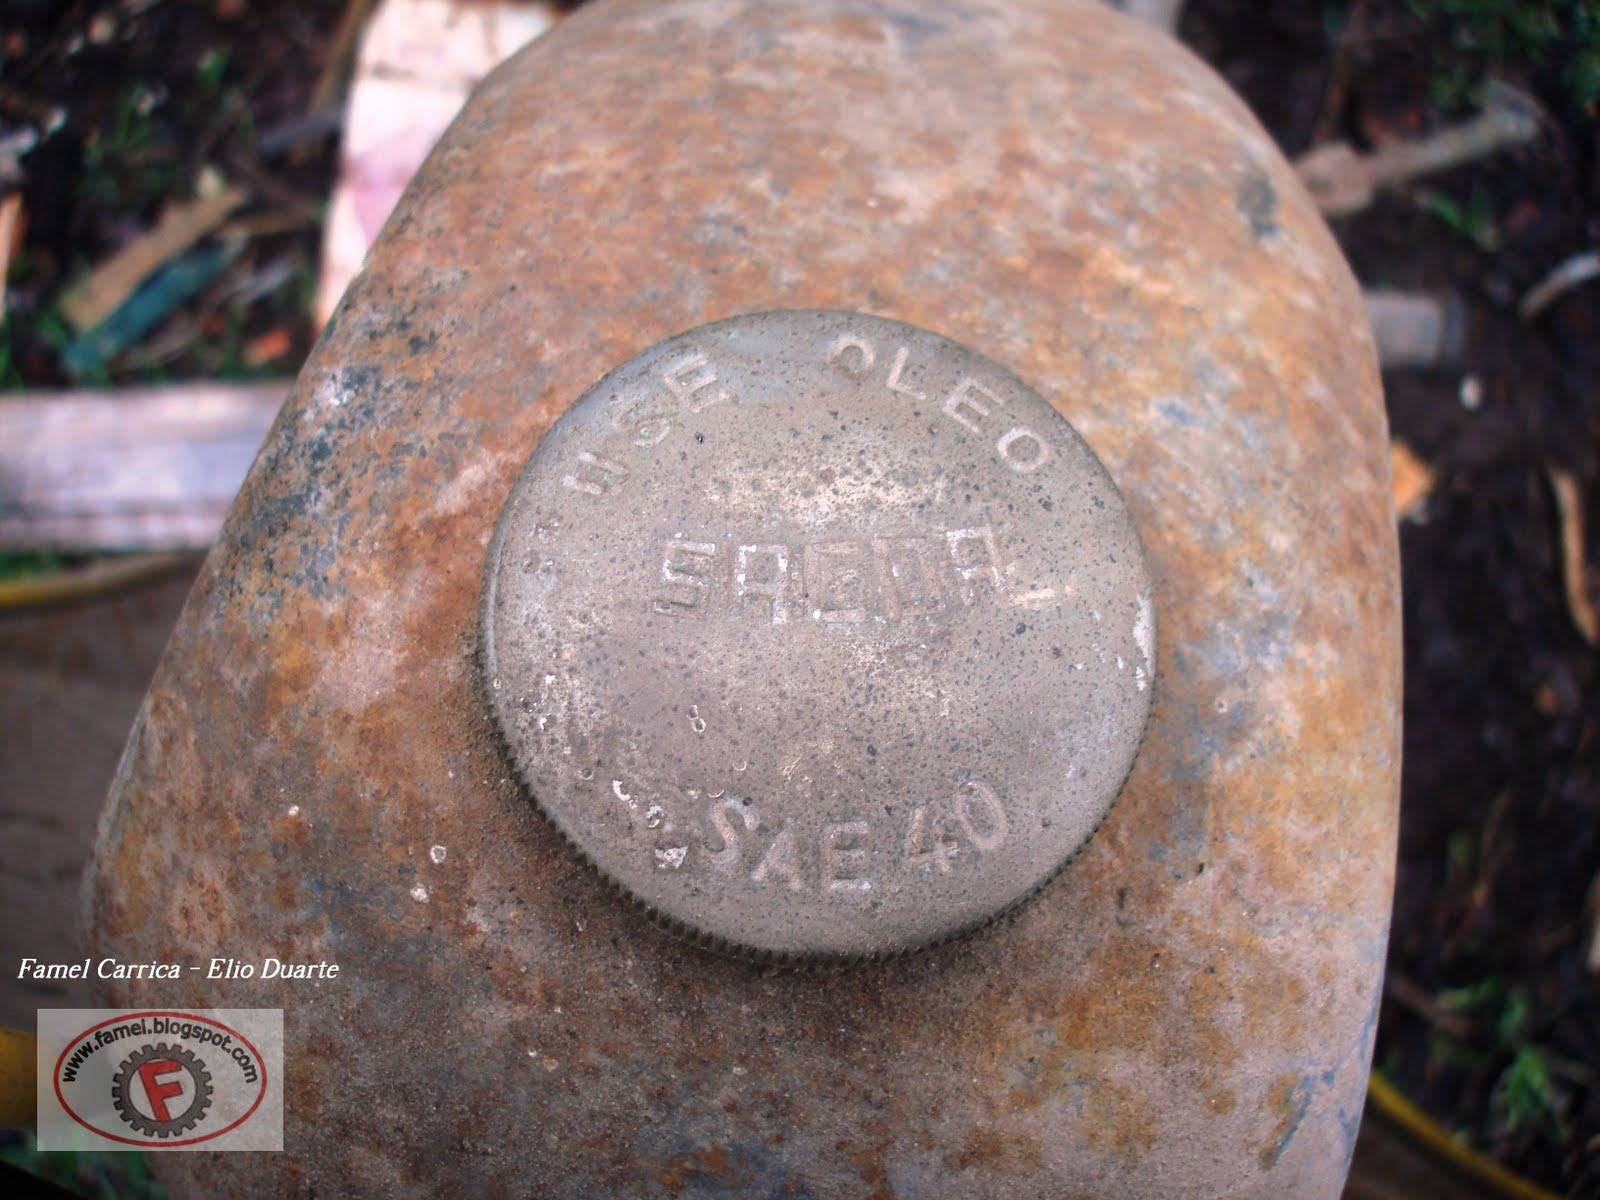 USE OLEO
SACOR
SAE 40
Famel Carrica - Elio Duarte
www.famel.blogspot.com
F